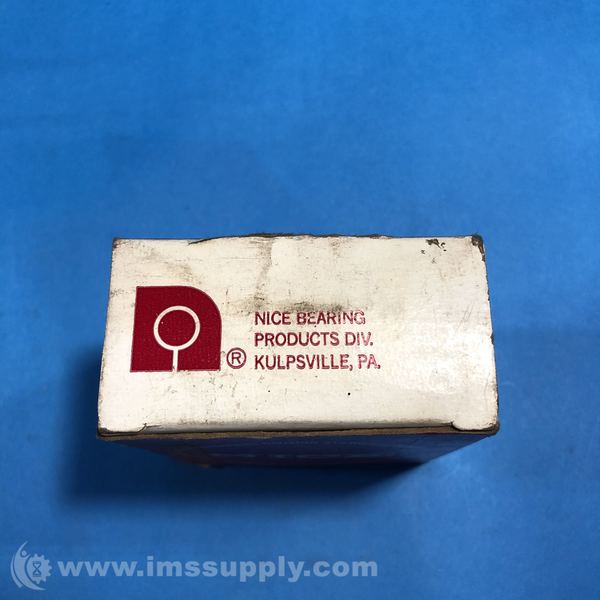 NICE BEARING
PRODUCTS DIV.
KULPSVILLE, PA.
®
www.imssupply.com